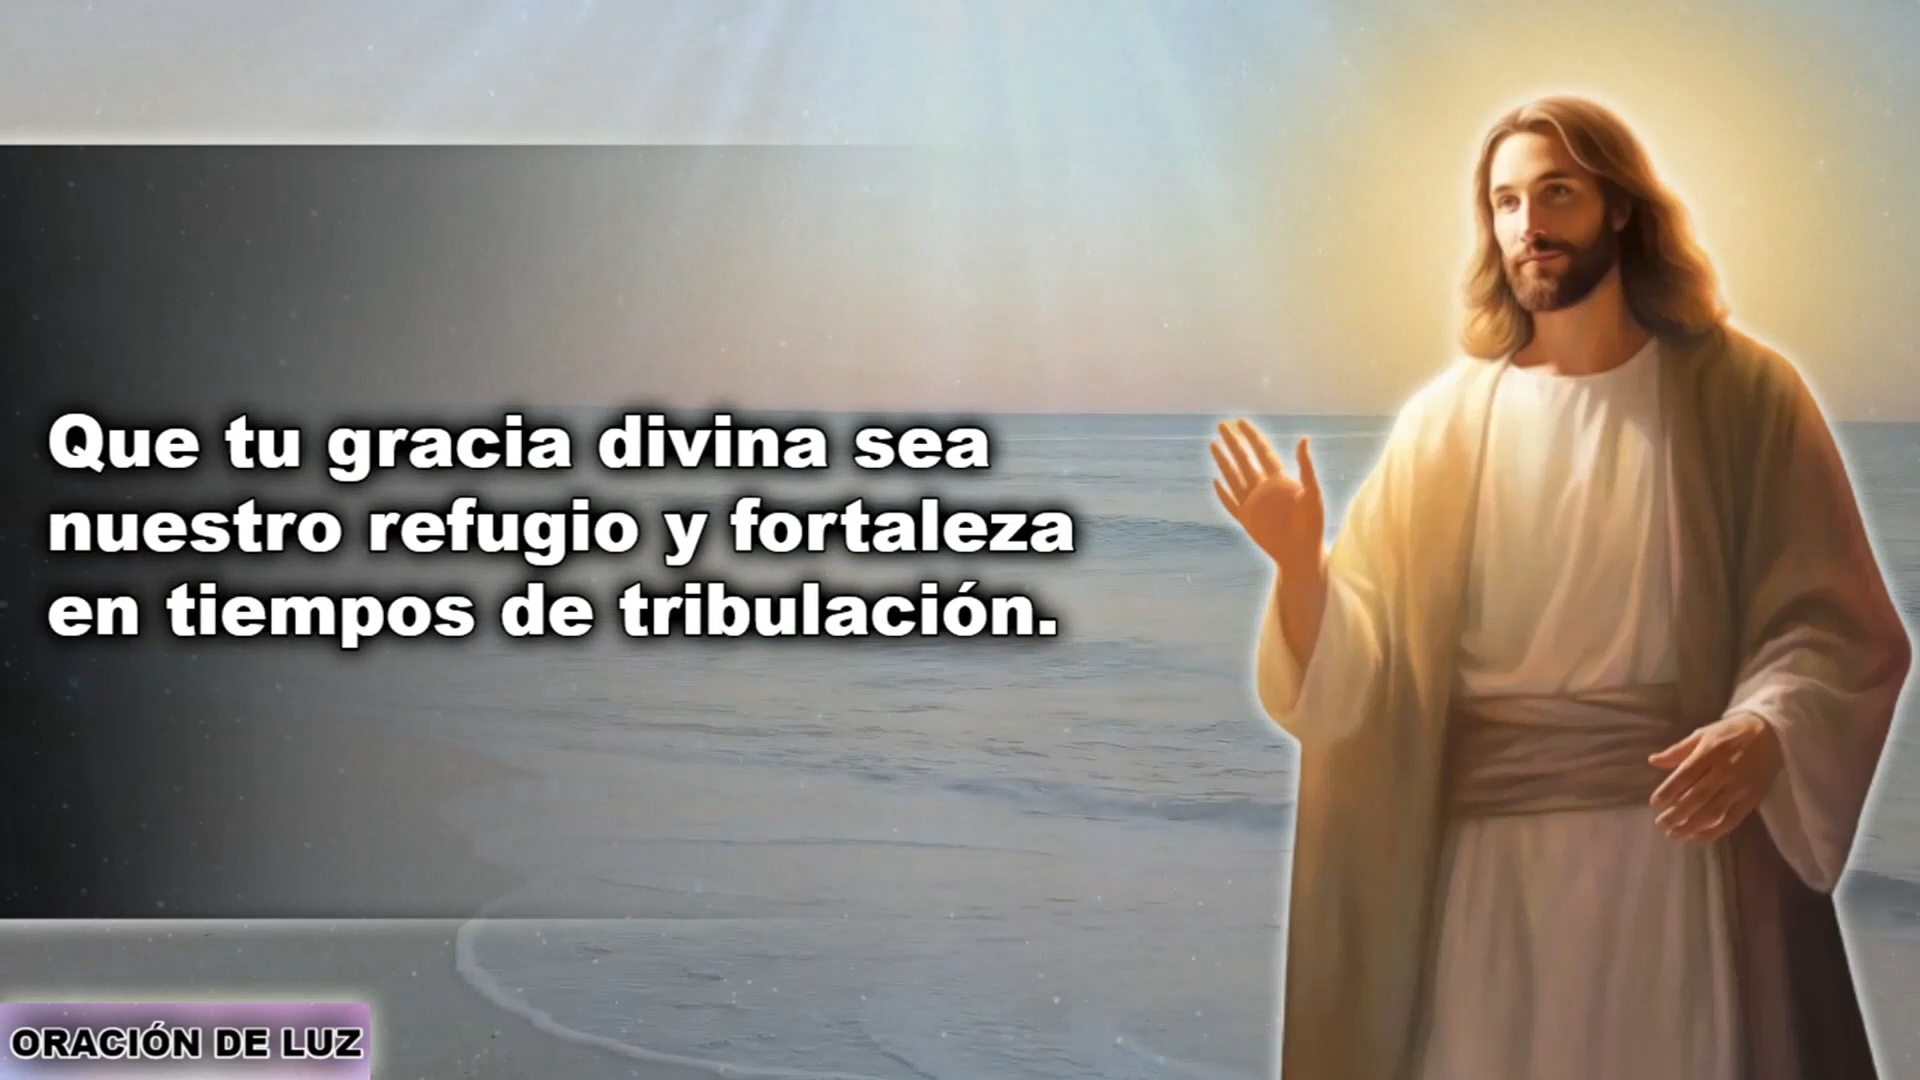 Que tu gracia divina sea
nuestro refugio y fortaleza
en tiempos de tribulación.
ORACIÓN DE LUZ